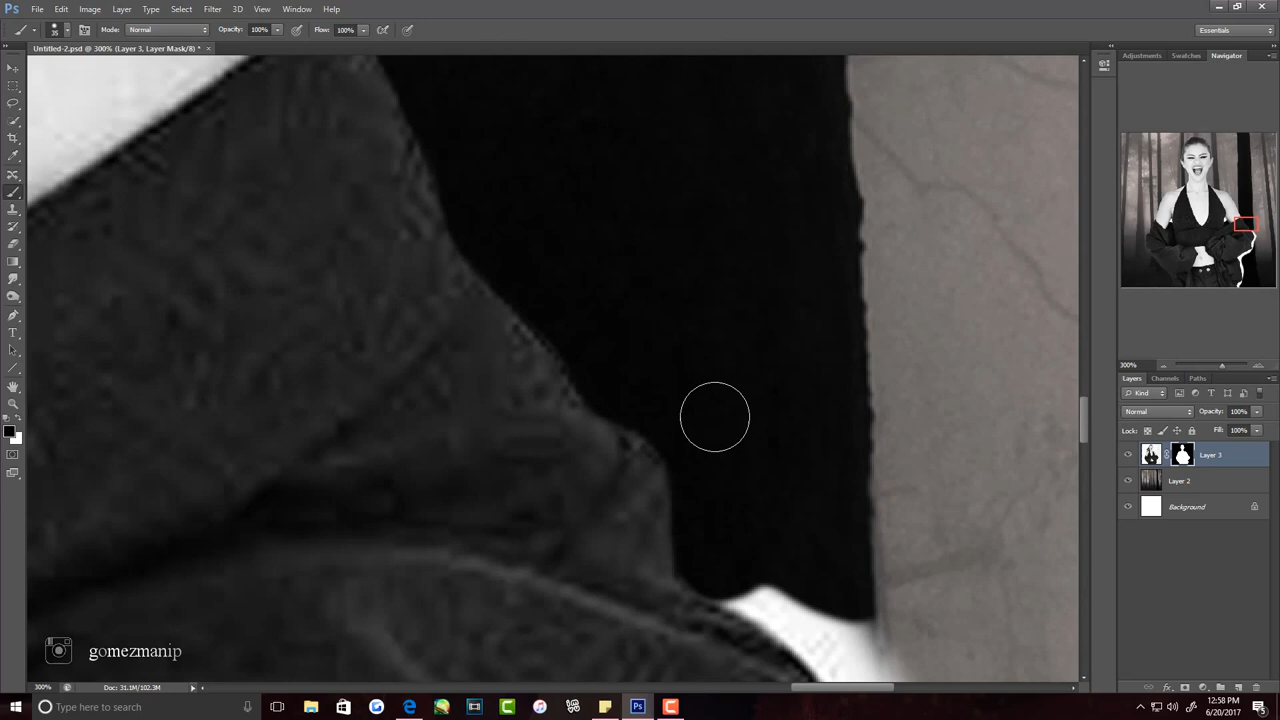 Ps File Edit Image Layer Type Select Filter 3D View Window Help
35 Mode: Normal Opacity: 100% Flow: 100% Essentials
Untitled-2.psd @ 300% (Layer 3, Layer Mask/8) * ×
Adjustments Swatches Navigator
300%
Layers Channels Paths
Kind
Normal Opacity: 100%
Lock: Fill: 100%
Layer 3
Layer 2
Background
gomezmanip
300% Doc: 31.1M/102.3M
Type here to search
12:58 PM
6/20/2017